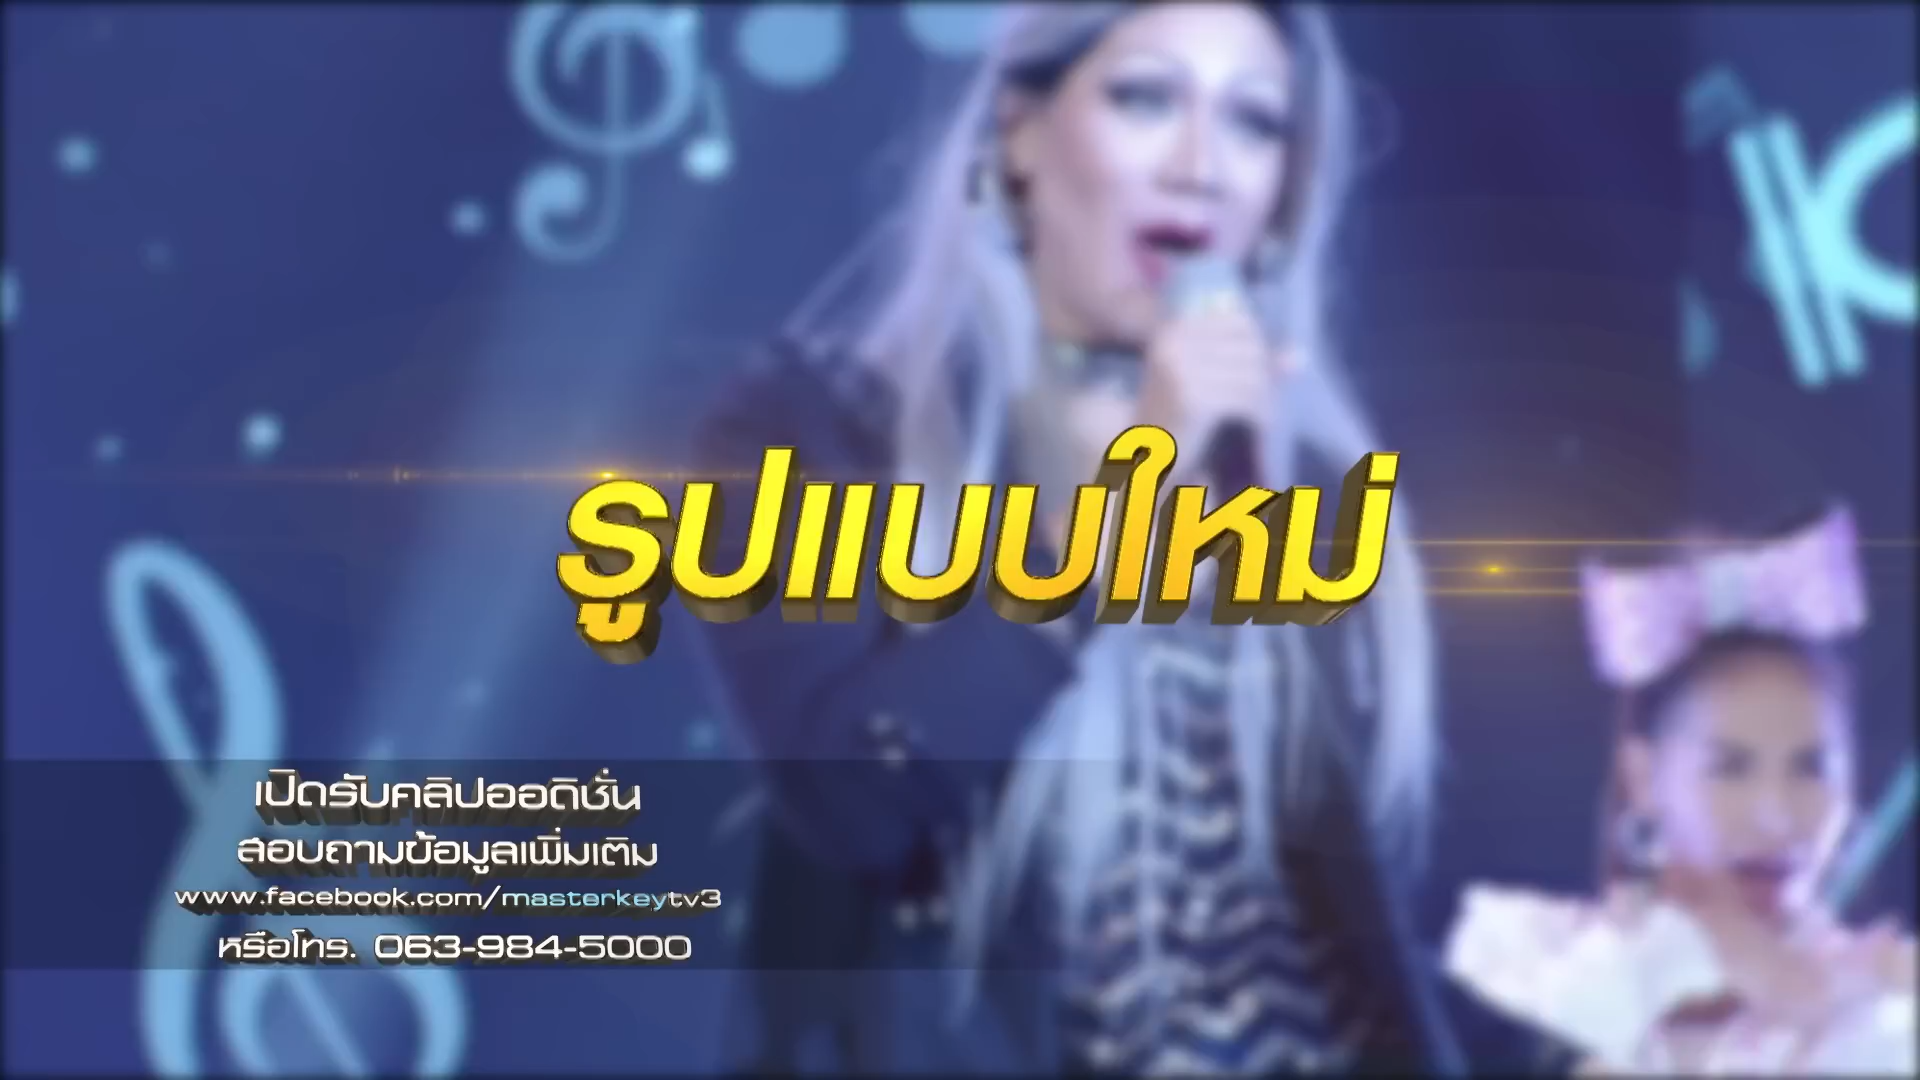 รูปแบบใหม่
เปิดรับคลิปออดิชั่น
สอบถามข้อมูลเพิ่มเติม
www.facebook.com/masterkeytv3
หรือโทร. 063-984-5000